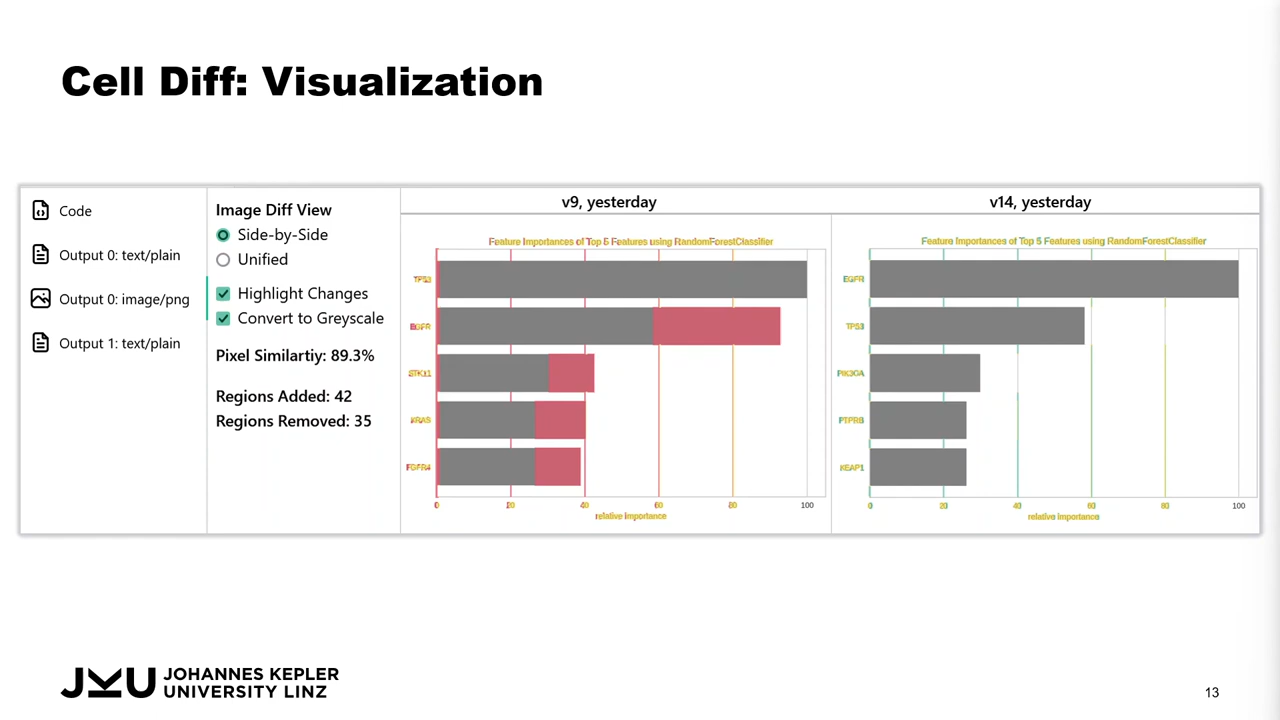 Cell Diff: Visualization
Code
Output 0: text/plain
Output 0: image/png
Output 1: text/plain
Image Diff View
Side-by-Side
Unified
Highlight Changes
Convert to Greyscale
Pixel Similartiy: 89.3%
Regions Added: 42
Regions Removed: 35
v9, yesterday
Feature Importances of Top 5 Features using RandomForestClassifier
TP53
EGFR
STK11
KRAS
FGFR4
0 20 40 60 80 100
relative importance
v14, yesterday
Feature Importances of Top 5 Features using RandomForestClassifier
EGFR
TP53
PIK3CA
PTPRB
KEAP1
0 20 40 60 80 100
relative importance
JKU JOHANNES KEPLER
UNIVERSITY LINZ
13